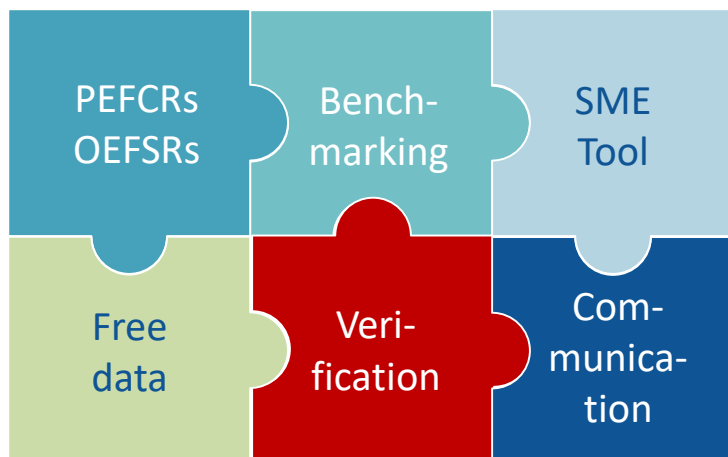 PEFCRs
OEFSRs
Bench-
marking
SME
Tool
Free
data
Veri-
fication
Com-
munica-
tion